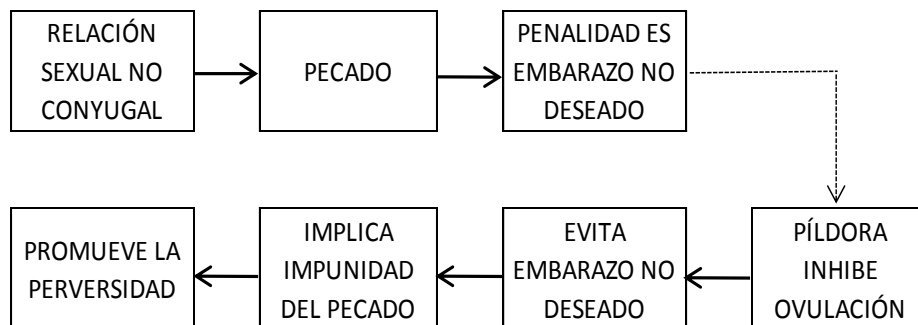 RELACIÓN
SEXUAL NO
CONYUGAL
PECADO
PENALIDAD ES
EMBARAZO NO
DESEADO
PÍLDORA
INHIBE
OVULACIÓN
EVITA
EMBARAZO NO
DESEADO
IMPLICA
IMPUNIDAD
DEL PECADO
PROMUEVE LA
PERVERSIDAD